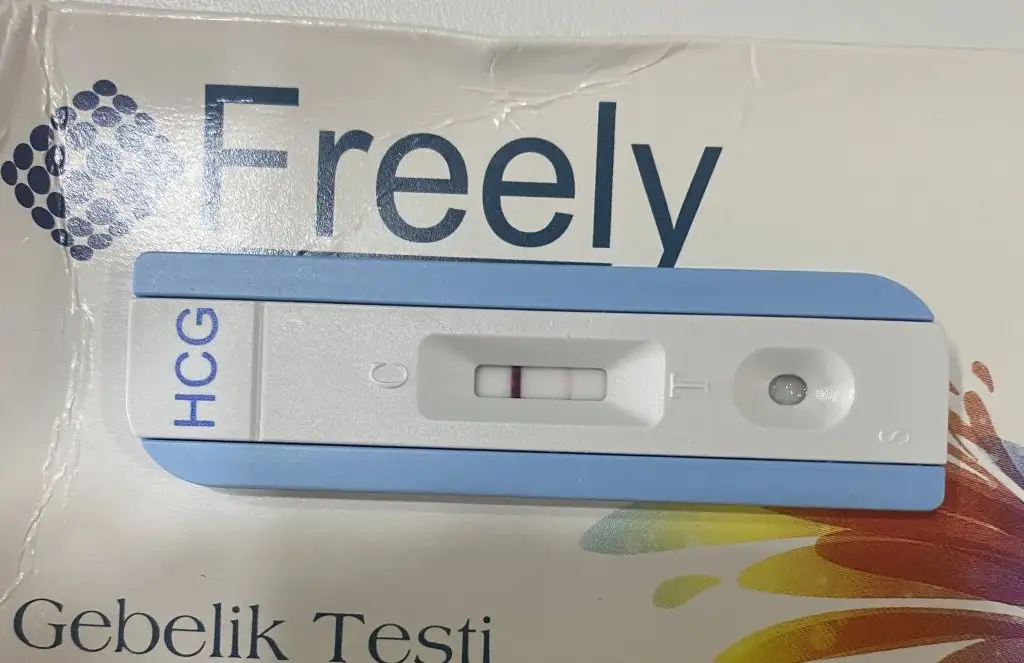 Freely
HCG
C
T
S
Gebelik Testi